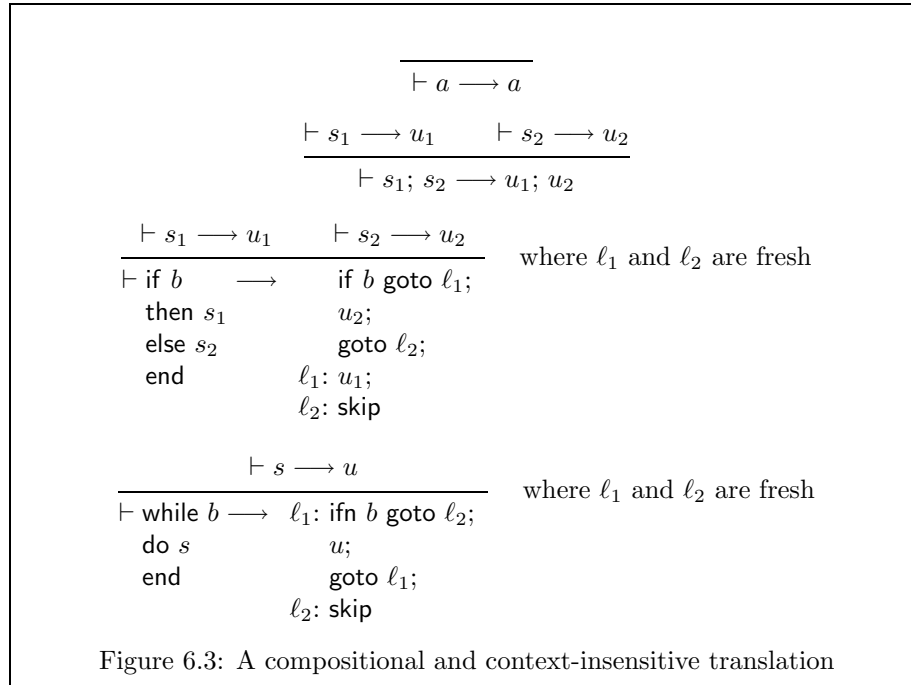 ⊢ a ⟶ a
⊢ s₁ ⟶ u₁ ⊢ s₂ ⟶ u₂
⊢ s₁; s₂ ⟶ u₁; u₂
⊢ s₁ ⟶ u₁ ⊢ s₂ ⟶ u₂ where ℓ₁ and ℓ₂ are fresh
⊢ if b ⟶ if b goto ℓ₁;
then s₁ u₂;
else s₂ goto ℓ₂;
end ℓ₁: u₁;
ℓ₂: skip
⊢ s ⟶ u where ℓ₁ and ℓ₂ are fresh
⊢ while b ⟶ ℓ₁: ifn b goto ℓ₂;
do s u;
end goto ℓ₁;
ℓ₂: skip
Figure 6.3: A compositional and context-insensitive translation